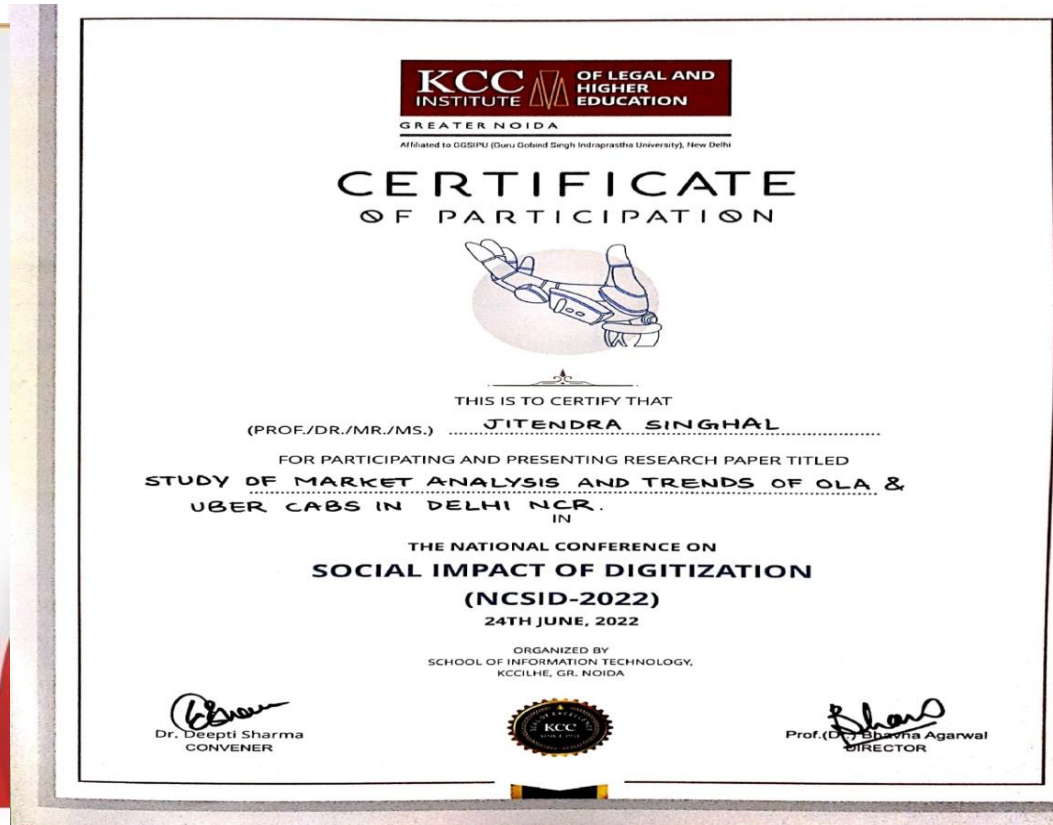 KCC
INSTITUTE
OF LEGAL AND
HIGHER
EDUCATION
GREATER NOIDA
Affiliated to GGSIPU (Guru Gobind Singh Indraprastha University), New Delhi
CERTIFICATE
OF PARTICIPATION
THIS IS TO CERTIFY THAT
(PROF./DR./MR./MS.) JITENDRA SINGHAL
FOR PARTICIPATING AND PRESENTING RESEARCH PAPER TITLED
STUDY OF MARKET ANALYSIS AND TRENDS OF OLA &
UBER CABS IN DELHI NCR.
IN
THE NATIONAL CONFERENCE ON
SOCIAL IMPACT OF DIGITIZATION
(NCSID-2022)
24TH JUNE, 2022
ORGANIZED BY
SCHOOL OF INFORMATION TECHNOLOGY,
KCCILHE, GR. NOIDA
Dr. Deepti Sharma
CONVENER
KCC
Prof.(Dr.) Bhavna Agarwal
DIRECTOR